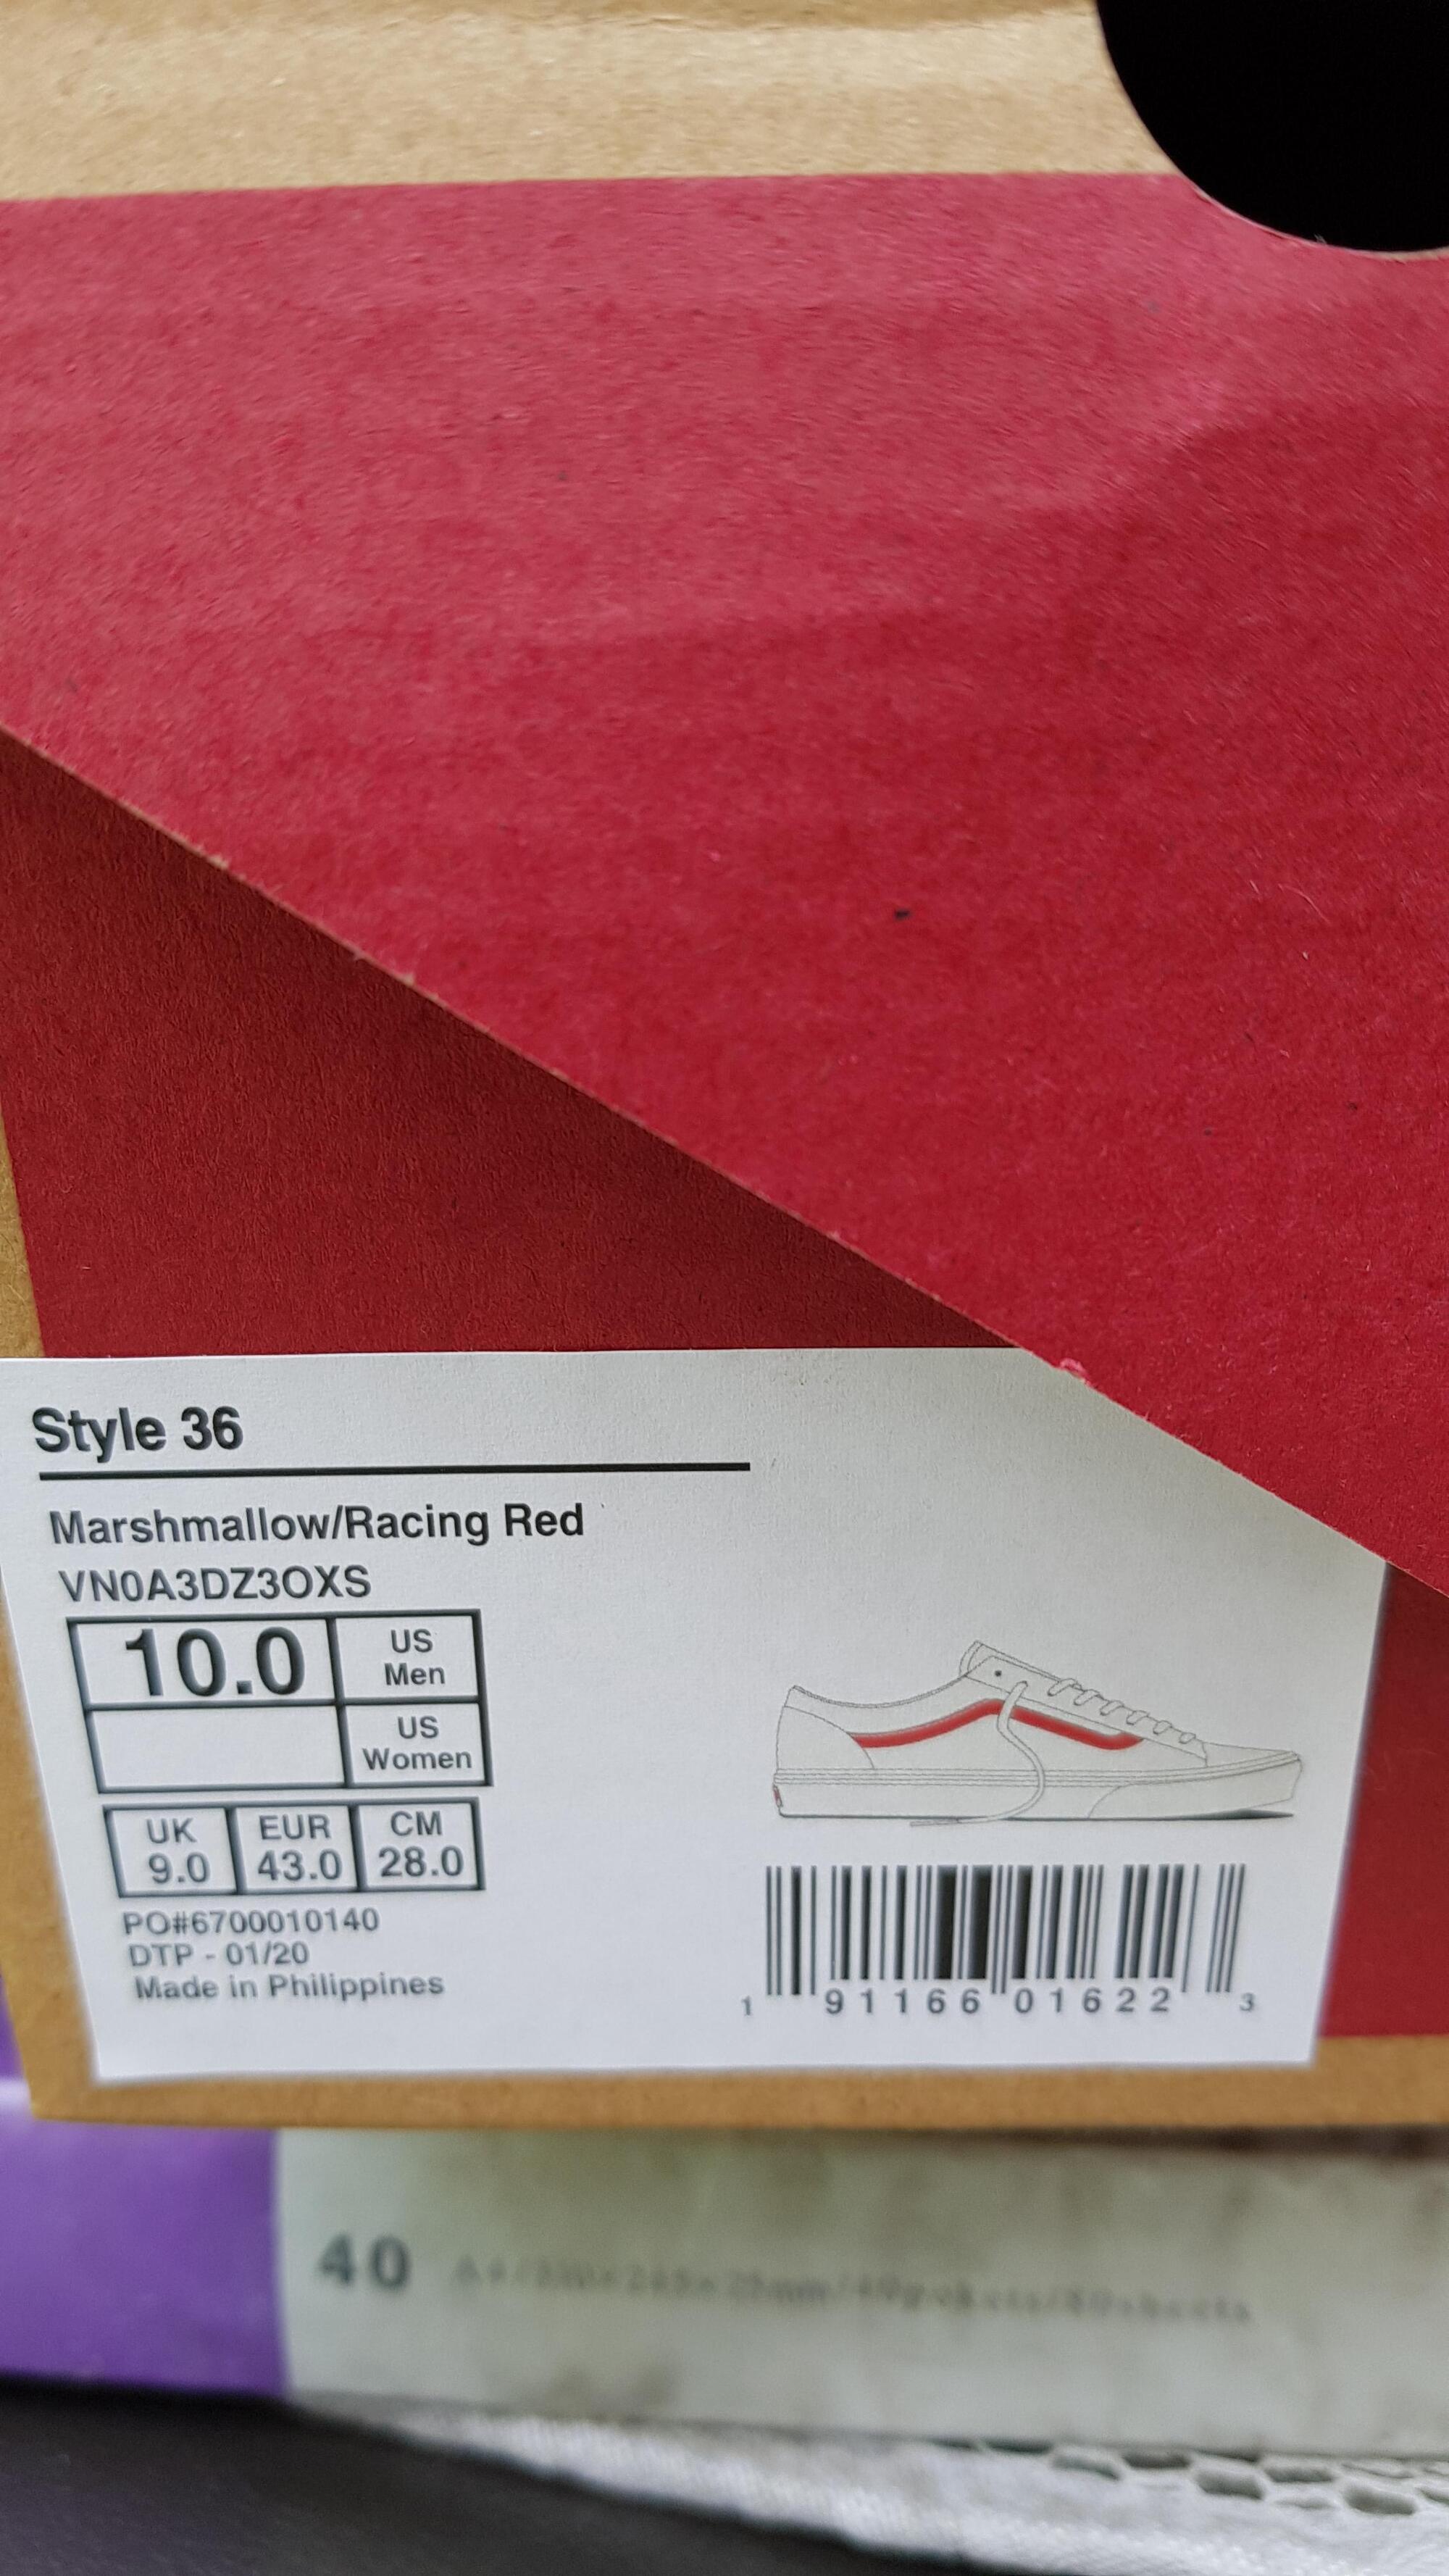 Style 36
Marshmallow/Racing Red
VN0A3DZ3OXS
10.0 US Men
US Women
UK EUR CM
9.0 43.0 28.0
PO#6700010140
DTP - 01/20
Made in Philippines
1 91166 01622 3
40